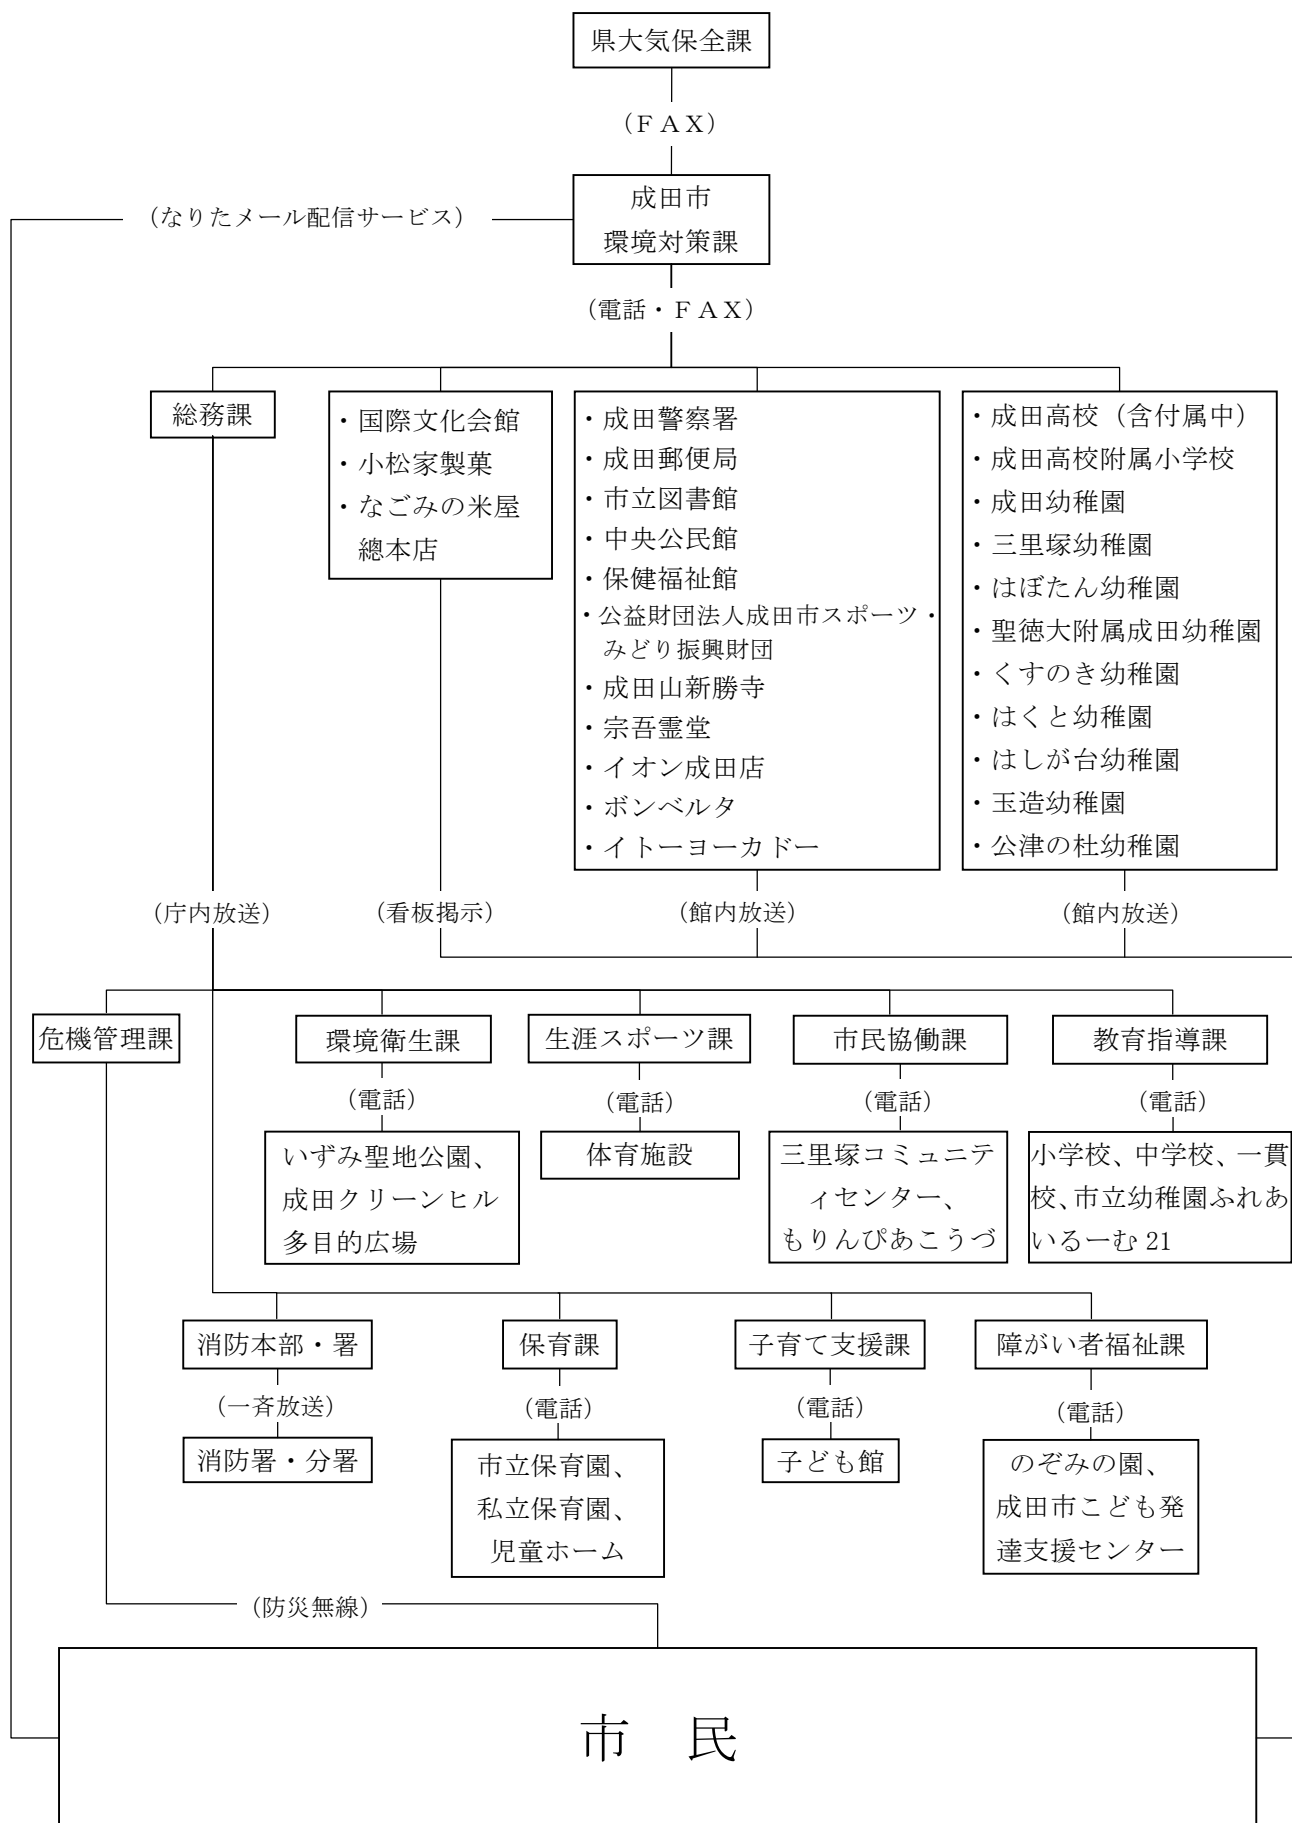 県大気保全課
（ＦＡＸ）
成田市
環境対策課
（なりたメール配信サービス）
（電話・ＦＡＸ）
総務課
・国際文化会館
・小松家製菓
・なごみの米屋
總本店
・成田警察署
・成田郵便局
・市立図書館
・中央公民館
・保健福祉館
・公益財団法人成田市スポーツ・
みどり振興財団
・成田山新勝寺
・宗吾霊堂
・イオン成田店
・ボンベルタ
・イトーヨーカドー
・成田高校（含付属中）
・成田高校附属小学校
・成田幼稚園
・三里塚幼稚園
・はぼたん幼稚園
・聖徳大附属成田幼稚園
・くすのき幼稚園
・はくと幼稚園
・はしが台幼稚園
・玉造幼稚園
・公津の杜幼稚園
（庁内放送）
（看板掲示）
（館内放送）
（館内放送）
危機管理課
環境衛生課
生涯スポーツ課
市民協働課
教育指導課
（電話）
（電話）
（電話）
（電話）
いずみ聖地公園、
成田クリーンヒル
多目的広場
体育施設
三里塚コミュニテ
ィセンター、
もりんぴあこうづ
小学校、中学校、一貫
校、市立幼稚園ふれあ
いるーむ 21
消防本部・署
保育課
子育て支援課
障がい者福祉課
（一斉放送）
（電話）
（電話）
（電話）
消防署・分署
市立保育園、
私立保育園、
児童ホーム
子ども館
のぞみの園、
成田市こども発
達支援センター
（防災無線）
市　民